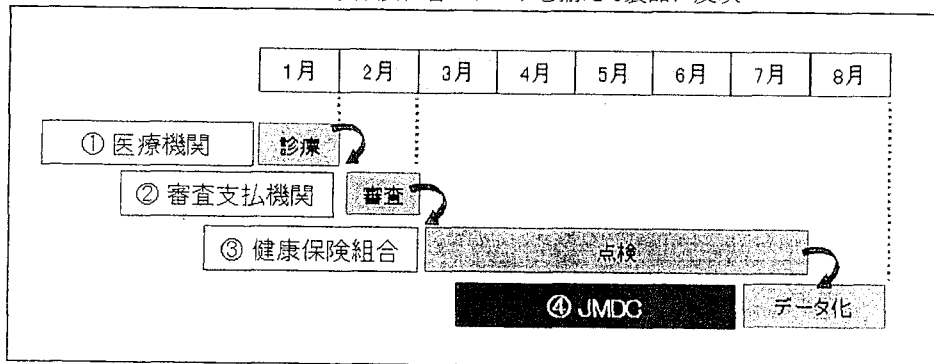 1月 2月 3月 4月 5月 6月 7月 8月
① 医療機関 診療
② 審査支払機関 審査
③ 健康保険組合 点検
④ JMDC データ化